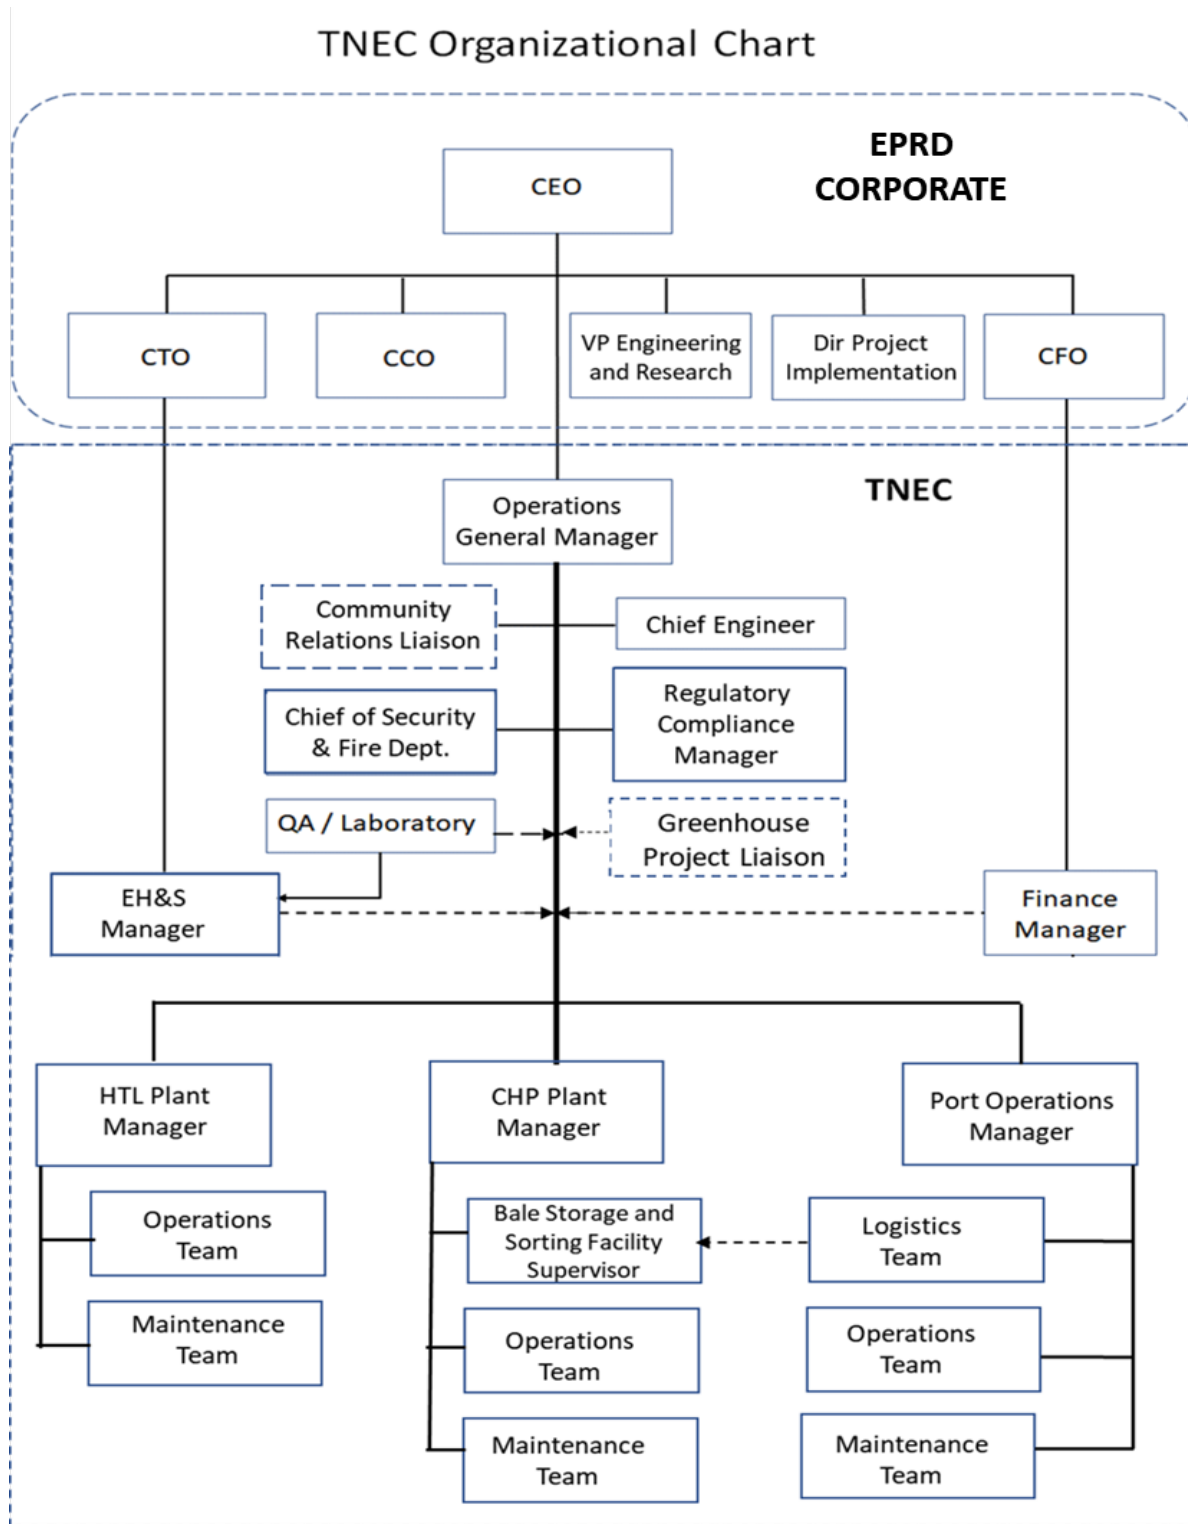 TNEC Organizational Chart
EPRD
CORPORATE
CEO
CTO
CCO
VP Engineering
and Research
Dir Project
Implementation
CFO
TNEC
Operations
General Manager
Community
Relations Liaison
Chief Engineer
Chief of Security
& Fire Dept.
Regulatory
Compliance
Manager
QA / Laboratory
Greenhouse
Project Liaison
EH&S
Manager
Finance
Manager
HTL Plant
Manager
CHP Plant
Manager
Port Operations
Manager
Operations
Team
Maintenance
Team
Bale Storage and
Sorting Facility
Supervisor
Operations
Team
Maintenance
Team
Logistics
Team
Operations
Team
Maintenance
Team